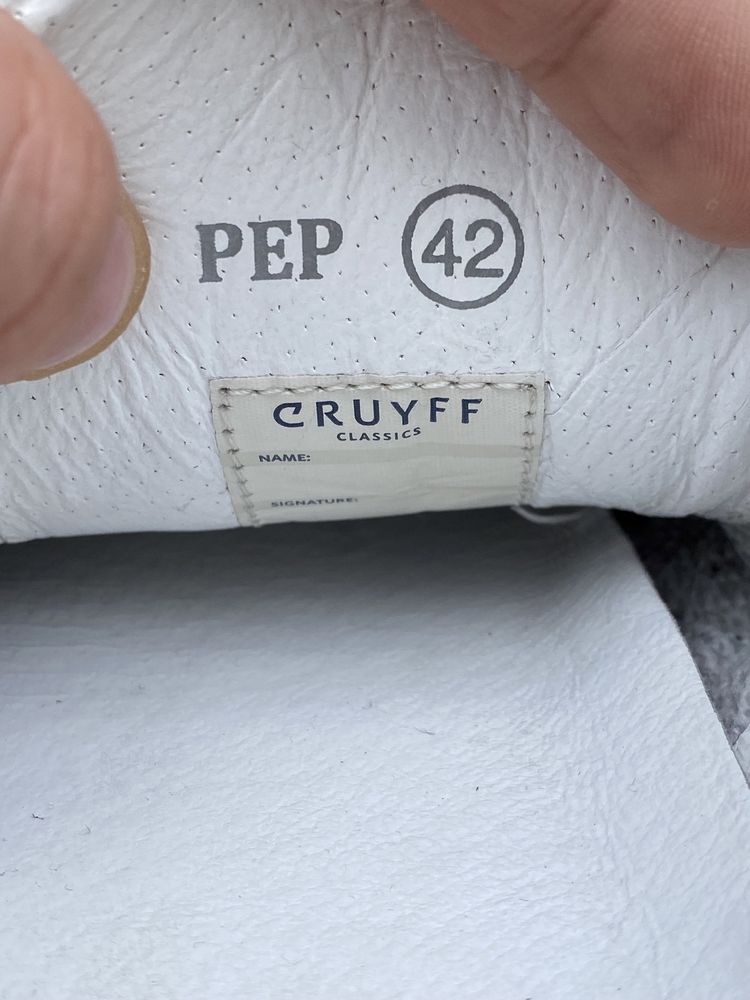 PEP 42
CRUYFF
CLASSICS
NAME:
SIGNATURE: